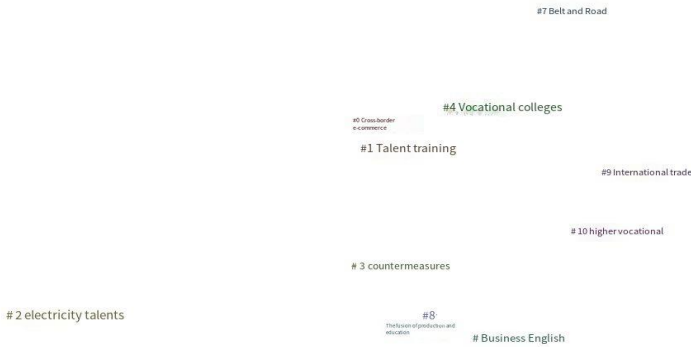 #7 Belt and Road
#4 Vocational colleges
#0 Cross-border
e-commerce
#1 Talent training
#9 International trade
# 10 higher vocational
# 3 countermeasures
# 2 electricity talents
#8
The fusion of production and
education
# Business English